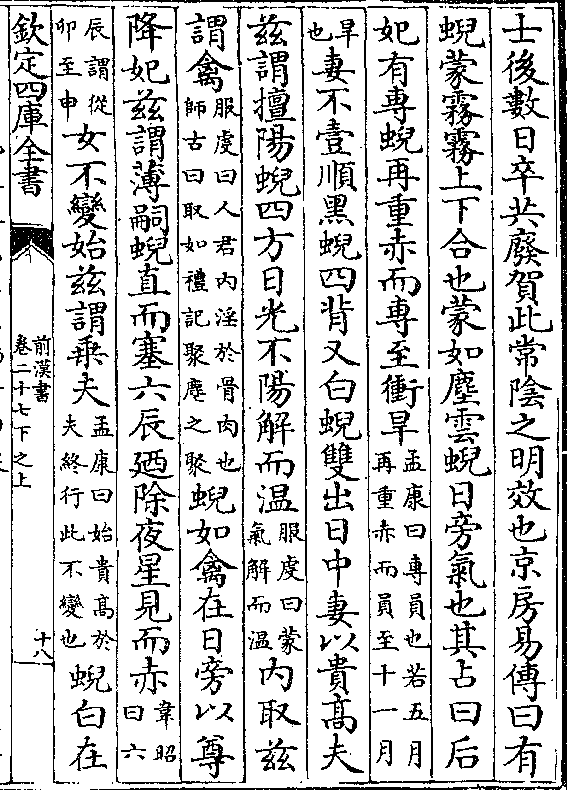 士後數日卒共廢賀此常陰之明效也京房易傳曰有
蜺蒙霧霧上下合也蒙如塵雲蜺日旁氣也其占曰后
妃有專蜺再重赤而專至衝旱孟康曰專員也若五月再重赤而員至十一月
旱也妻不壹順黑蜺四背又白蜺雙出日中妻以貴髙夫
茲謂擅陽蜺四方日光不陽解而温服虔曰蒙氣解而温內取茲
謂禽服虔曰人君內淫於骨肉也師古曰取如禮記聚麀之聚蜺如禽在日旁以尊
降妃茲謂薄嗣蜺直而塞六辰廼除夜星見而赤韋昭曰六
辰謂從卯至申女不變始茲謂乗夫孟康曰始貴髙於夫終行此不變也蜺白在
欽定四庫全書
前漢書
卷二十七下之上
十八